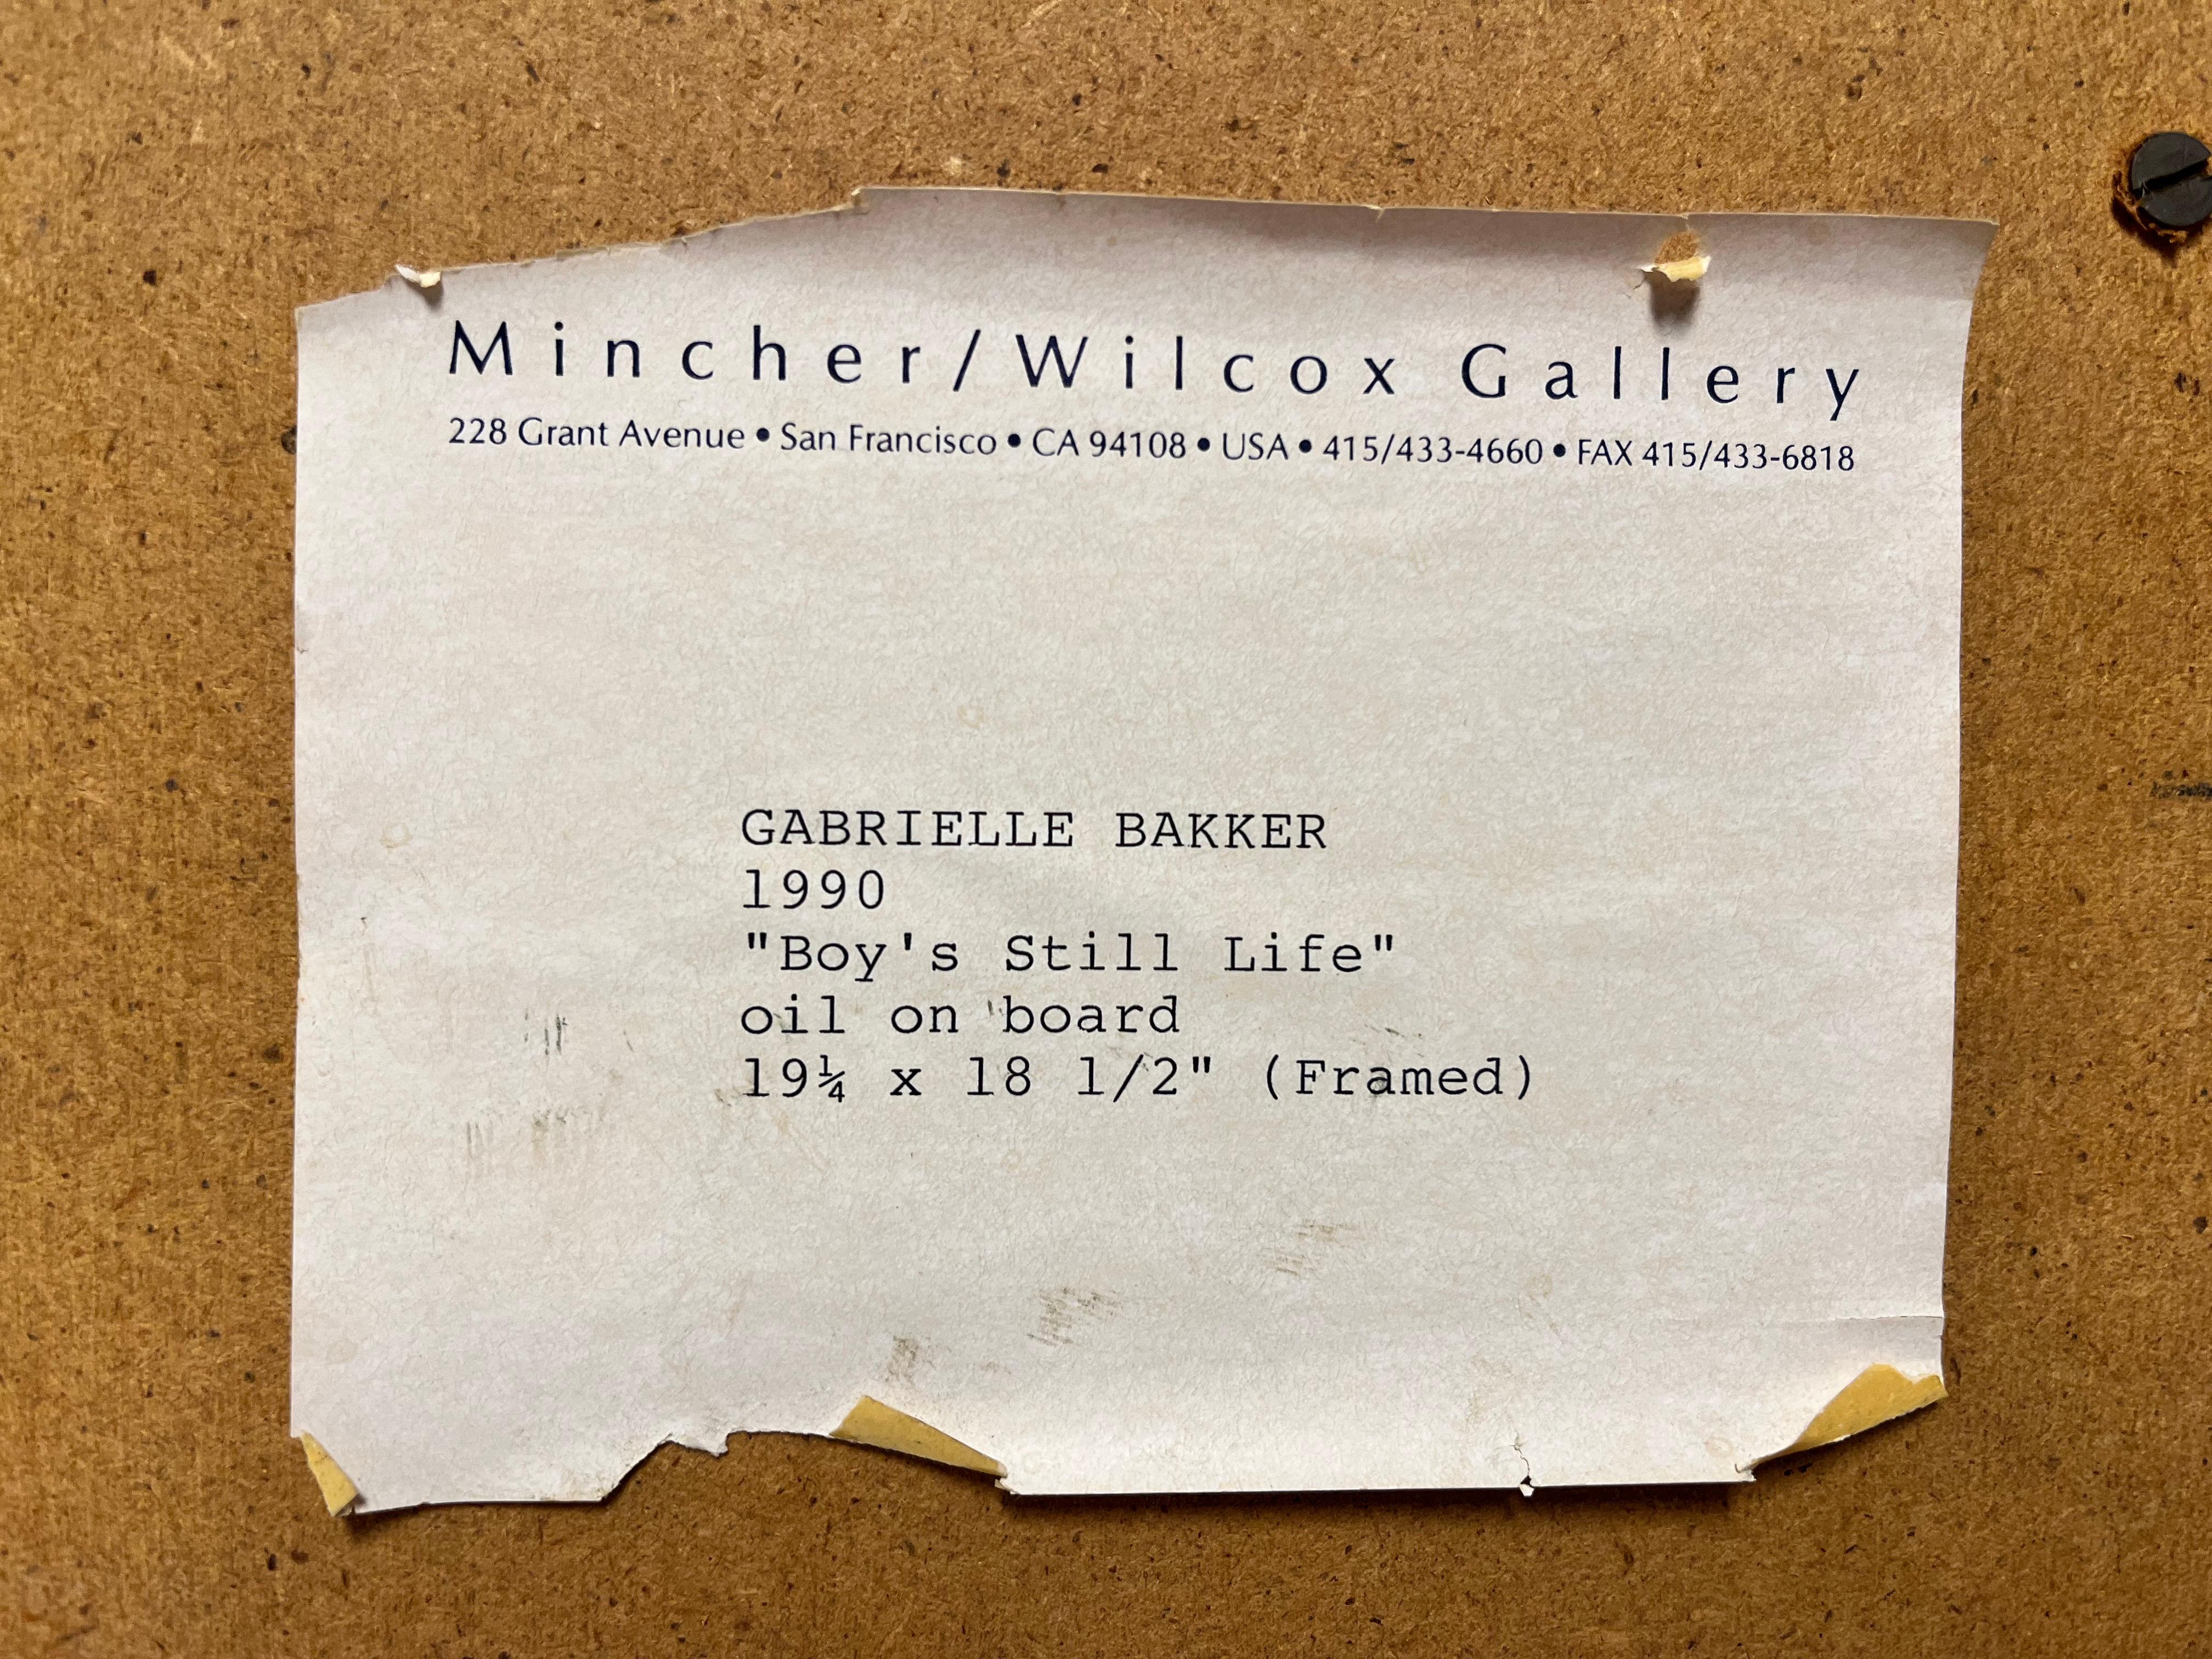 Mincher/Wilcox Gallery
228 Grant Avenue • San Francisco • CA 94108 • USA • 415/433-4660 • FAX 415/433-6818
GABRIELLE BAKKER
1990
"Boy's Still Life"
oil on board
19¼ x 18 1/2" (Framed)